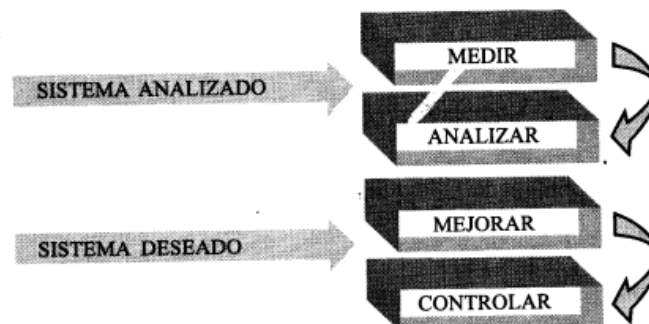 MEDIR
SISTEMA ANALIZADO
ANALIZAR
MEJORAR
SISTEMA DESEADO
CONTROLAR